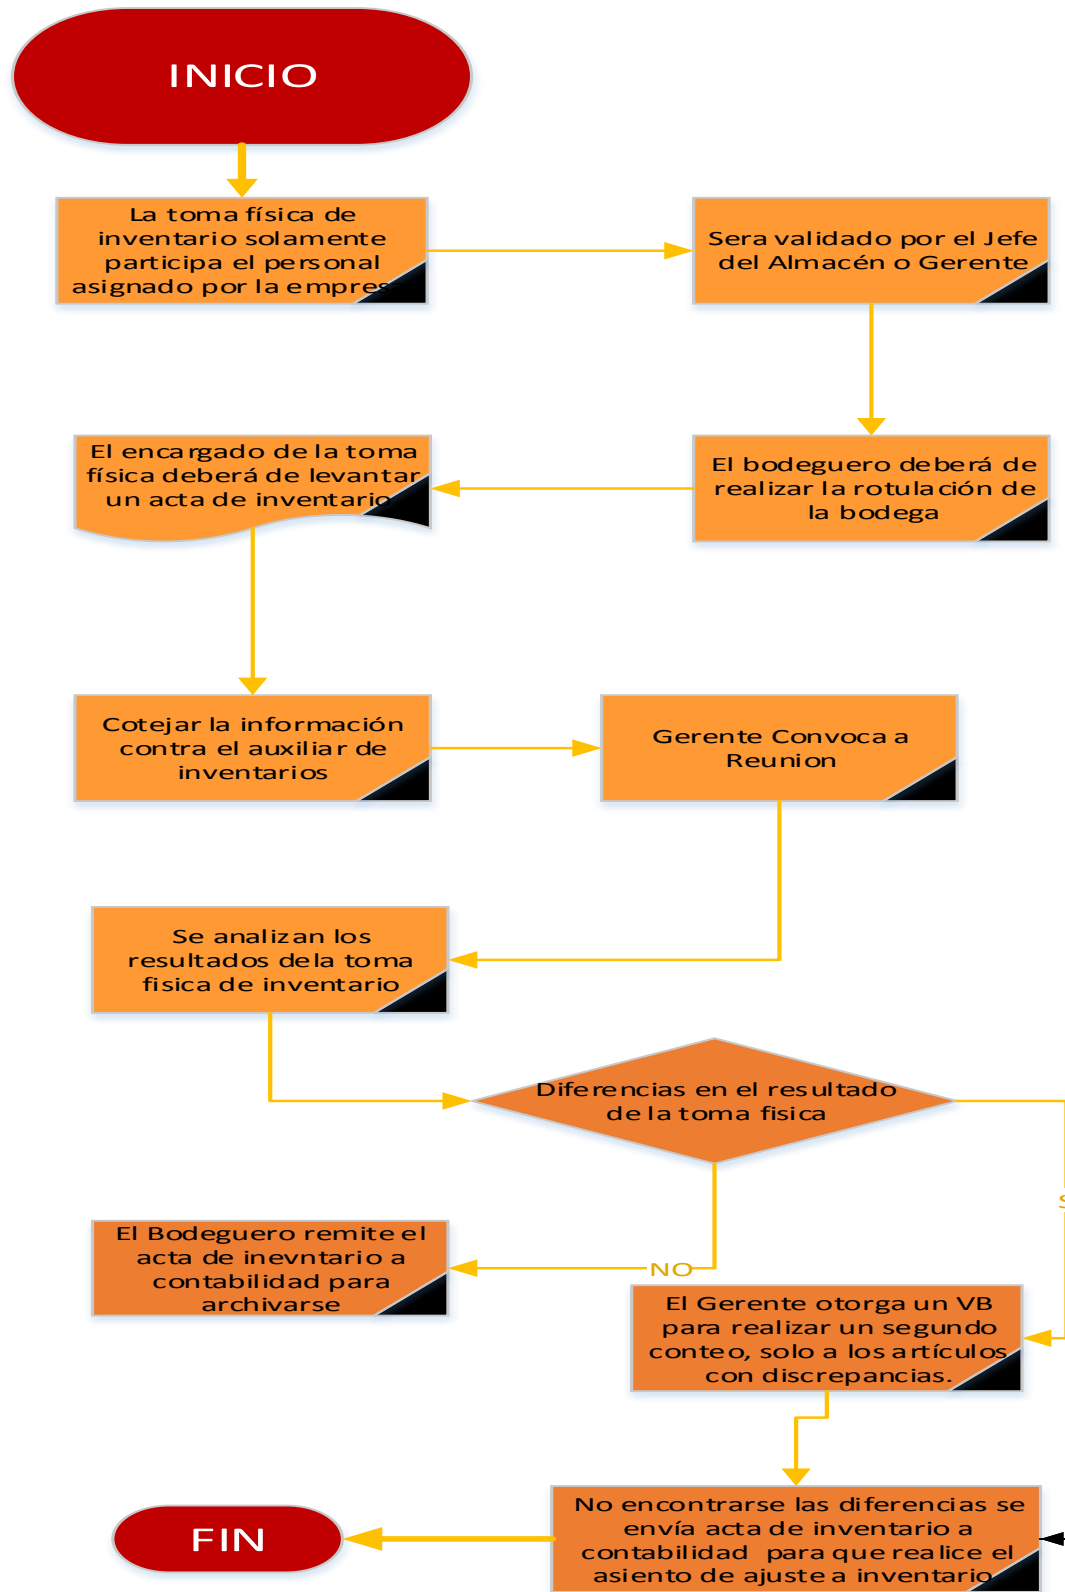 INICIO
La toma física de
inventario solamente
participa el personal
asignado por la
Sera validado por el Jefe
del Almacén o Gerente
El bodeguero deberá de
realizar la rotulación de
la bodega
El encargado de la toma
física deberá de levantar
un acta de inventario
Cotejar la información
contra el auxiliar de
inventarios
Gerente Convoca a
Reunion
Se analizan los
resultados dela toma
fisica de inventario
Diferencias en el resultado
de la toma fisica
NO
El Bodeguero remite el
acta de inevntario a
contabilidad para
archivarse
El Gerente otorga un VB
para realizar un segundo
conteo, solo a los artículos
con discrepancias.
No encontrarse las diferencias se
envía acta de inventario a
contabilidad para que realice el
asiento de ajuste a inventario
FIN